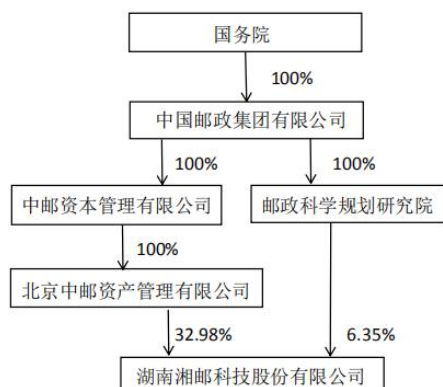 国务院
100%
中国邮政集团有限公司
100%
100%
中邮资本管理有限公司
邮政科学规划研究院
100%
北京中邮资产管理有限公司
32.98%
6.35%
湖南湘邮科技股份有限公司